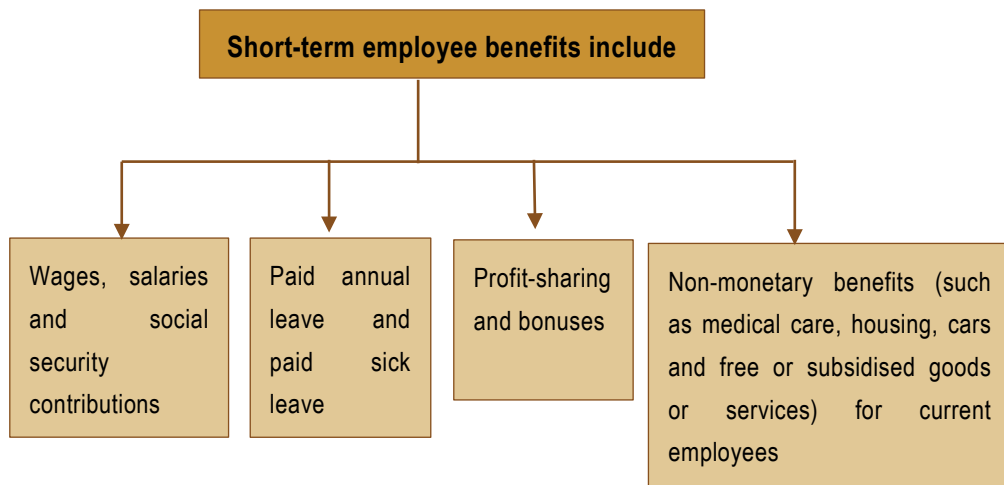 Short-term employee benefits include
Wages, salaries
and social
security
contributions
Paid annual
leave and
paid sick
leave
Profit-sharing
and bonuses
Non-monetary benefits (such
as medical care, housing, cars
and free or subsidised goods
or services) for current
employees